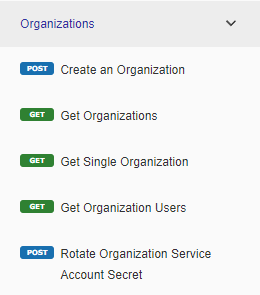 Organizations
POST Create an Organization
GET Get Organizations
GET Get Single Organization
GET Get Organization Users
POST Rotate Organization Service
Account Secret